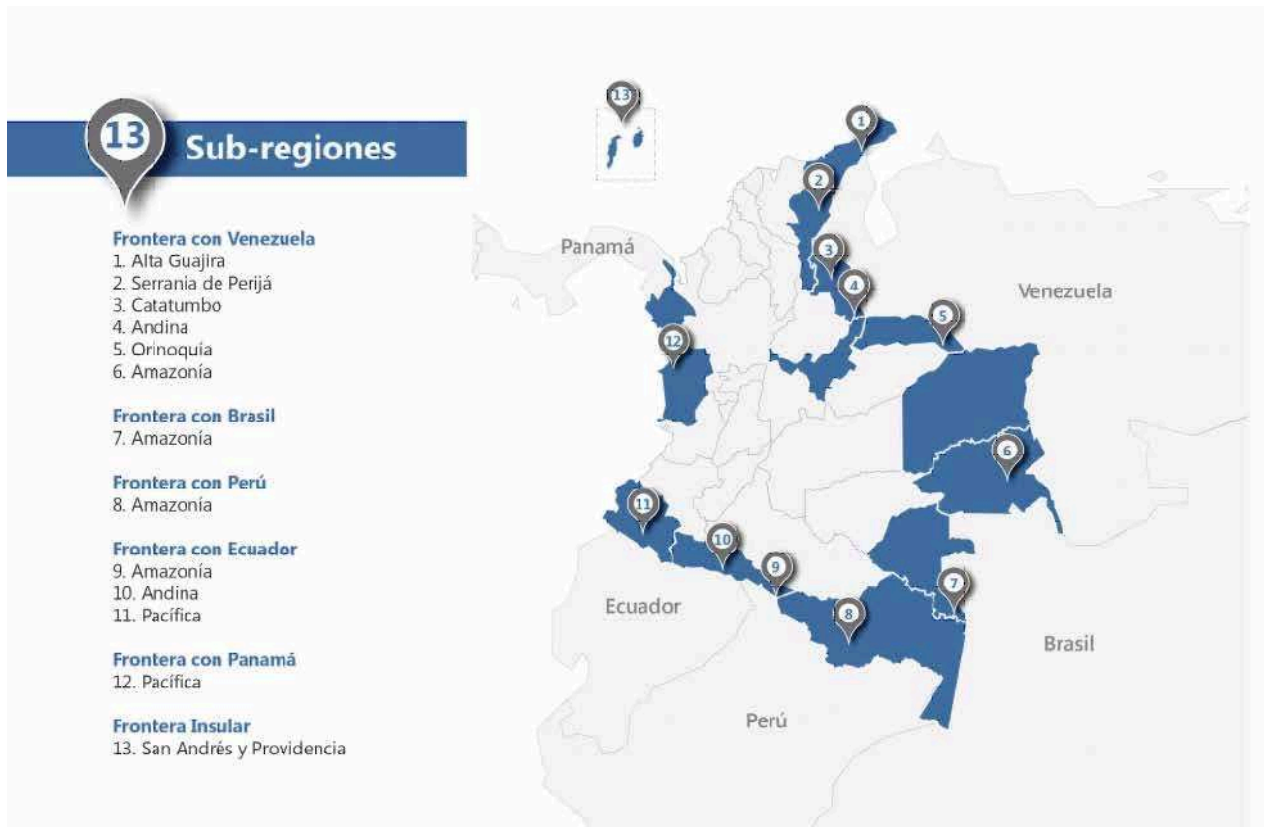 13 Sub-regiones
Frontera con Venezuela
1. Alta Guajira
2. Serrania de Perijá
3. Catatumbo
4. Andina
5. Orinoquia
6. Amazonía
Frontera con Brasil
7. Amazonía
Frontera con Perú
8. Amazonía
Frontera con Ecuador
9. Amazonía
10. Andina
11. Pacífica
Frontera con Panamá
12. Pacífica
Frontera Insular
13. San Andrés y Providencia
13
1
2
Panamá
3
4
Venezuela
5
12
6
11
10
9
7
Ecuador
8
Brasil
Perú